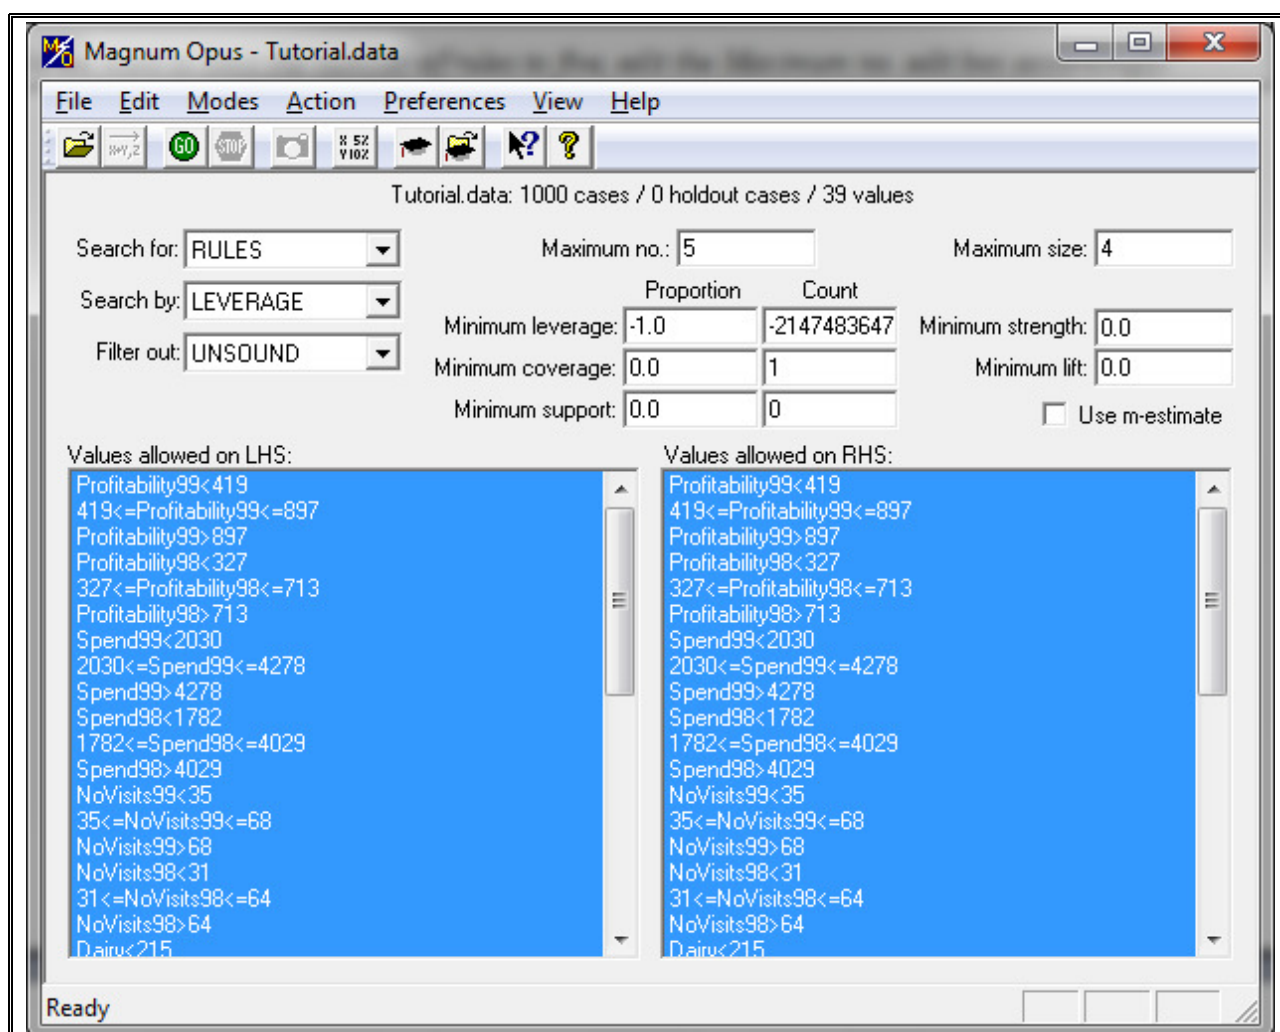 Magnum Opus - Tutorial.data
File Edit Modes Action Preferences View Help
X+Y,Z GO STOP X 5% Y10% ? ?
Tutorial.data: 1000 cases / 0 holdout cases / 39 values
Search for: RULES Maximum no.: 5 Maximum size: 4
Search by: LEVERAGE Proportion Count
Minimum leverage: -1.0 -2147483647 Minimum strength: 0.0
Filter out: UNSOUND Minimum coverage: 0.0 1 Minimum lift: 0.0
Minimum support: 0.0 0 Use m-estimate
Values allowed on LHS:
Profitability99<419
419<=Profitability99<=897
Profitability99>897
Profitability98<327
327<=Profitability98<=713
Profitability98>713
Spend99<2030
2030<=Spend99<=4278
Spend99>4278
Spend98<1782
1782<=Spend98<=4029
Spend98>4029
NoVisits99<35
35<=NoVisits99<=68
NoVisits99>68
NoVisits98<31
31<=NoVisits98<=64
NoVisits98>64
Dairy<215
Values allowed on RHS:
Profitability99<419
419<=Profitability99<=897
Profitability99>897
Profitability98<327
327<=Profitability98<=713
Profitability98>713
Spend99<2030
2030<=Spend99<=4278
Spend99>4278
Spend98<1782
1782<=Spend98<=4029
Spend98>4029
NoVisits99<35
35<=NoVisits99<=68
NoVisits99>68
NoVisits98<31
31<=NoVisits98<=64
NoVisits98>64
Dairy<215
Ready